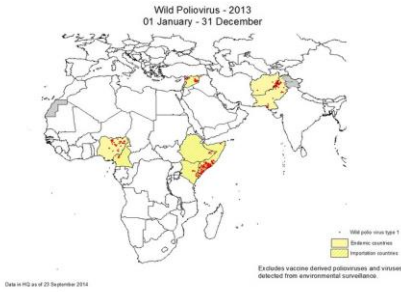 Wild Poliovirus - 2013
01 January - 31 December
Wild polio virus type 1
Endemic countries
Importation countries
Excludes vaccine derived polioviruses and viruses
detected from environmental surveillance.
Data in HQ as of 23 September 2014